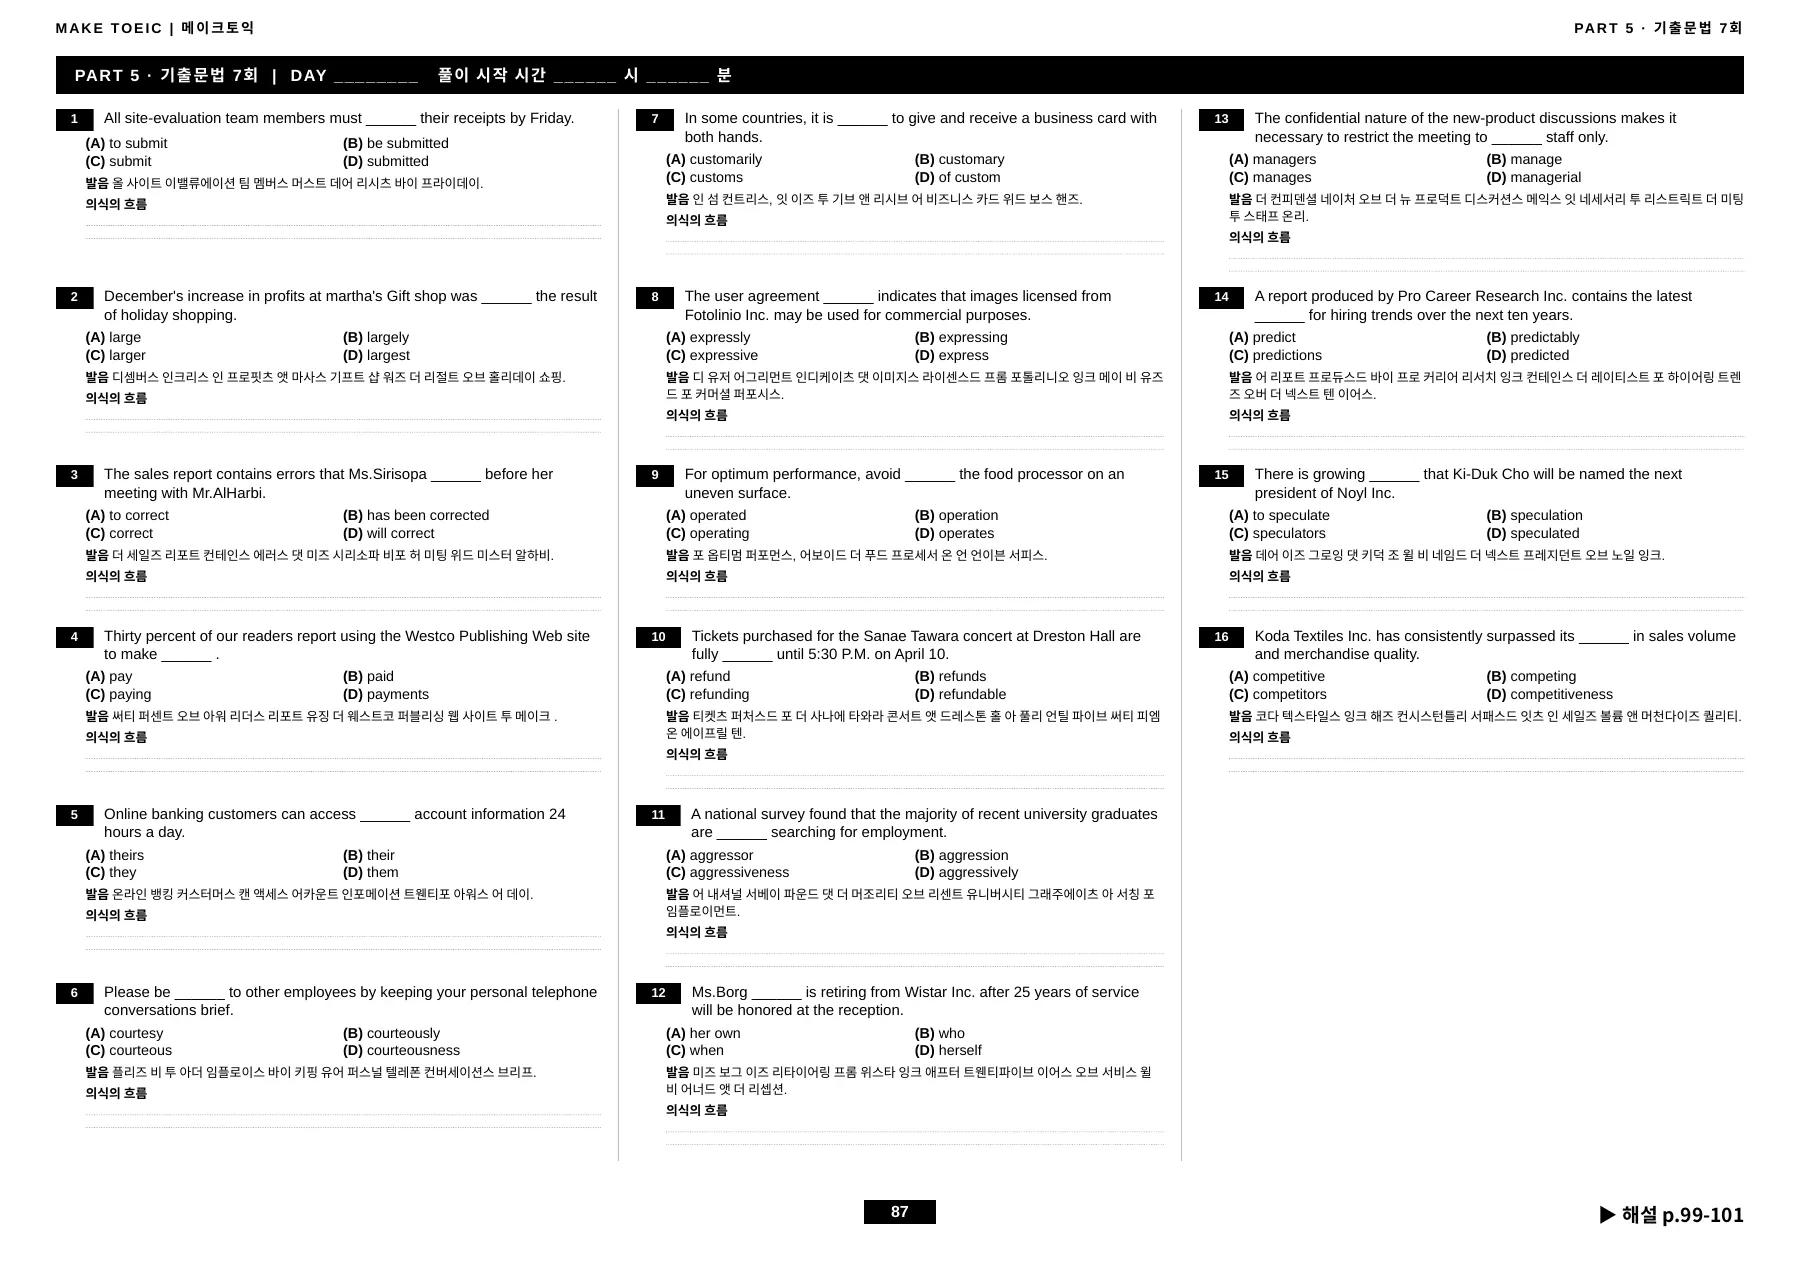 MAKE TOEIC | 메이크토익
PART 5 · 기출문법 7회
PART 5 · 기출문법 7회 | DAY ________ 풀이 시작 시간 ______ 시 ______ 분
1 All site-evaluation team members must ______ their receipts by Friday.
(A) to submit (B) be submitted
(C) submit (D) submitted
발음 올 사이트 이밸류에이션 팀 멤버스 머스트 데어 리시츠 바이 프라이데이.
의식의 흐름
2 December's increase in profits at martha's Gift shop was ______ the result
of holiday shopping.
(A) large (B) largely
(C) larger (D) largest
발음 디셈버스 인크리스 인 프로핏츠 앳 마사스 기프트 샵 워즈 더 리절트 오브 홀리데이 쇼핑.
의식의 흐름
3 The sales report contains errors that Ms.Sirisopa ______ before her
meeting with Mr.AlHarbi.
(A) to correct (B) has been corrected
(C) correct (D) will correct
발음 더 세일즈 리포트 컨테인스 에러스 댓 미즈 시리소파 비포 허 미팅 위드 미스터 알하비.
의식의 흐름
4 Thirty percent of our readers report using the Westco Publishing Web site
to make ______ .
(A) pay (B) paid
(C) paying (D) payments
발음 써티 퍼센트 오브 아워 리더스 리포트 유징 더 웨스트코 퍼블리싱 웹 사이트 투 메이크 .
의식의 흐름
5 Online banking customers can access ______ account information 24
hours a day.
(A) theirs (B) their
(C) they (D) them
발음 온라인 뱅킹 커스터머스 캔 액세스 어카운트 인포메이션 트웬티포 아워스 어 데이.
의식의 흐름
6 Please be ______ to other employees by keeping your personal telephone
conversations brief.
(A) courtesy (B) courteously
(C) courteous (D) courteousness
발음 플리즈 비 투 아더 임플로이스 바이 키핑 유어 퍼스널 텔레폰 컨버세이션스 브리프.
의식의 흐름
7 In some countries, it is ______ to give and receive a business card with
both hands.
(A) customarily (B) customary
(C) customs (D) of custom
발음 인 섬 컨트리스, 잇 이즈 투 기브 앤 리시브 어 비즈니스 카드 위드 보스 핸즈.
의식의 흐름
8 The user agreement ______ indicates that images licensed from
Fotolinio Inc. may be used for commercial purposes.
(A) expressly (B) expressing
(C) expressive (D) express
발음 디 유저 어그리먼트 인디케이츠 댓 이미지스 라이센스드 프롬 포톨리니오 잉크 메이 비 유즈
드 포 커머셜 퍼포시스.
의식의 흐름
9 For optimum performance, avoid ______ the food processor on an
uneven surface.
(A) operated (B) operation
(C) operating (D) operates
발음 포 옵티멈 퍼포먼스, 어보이드 더 푸드 프로세서 온 언 언이븐 서피스.
의식의 흐름
10 Tickets purchased for the Sanae Tawara concert at Dreston Hall are
fully ______ until 5:30 P.M. on April 10.
(A) refund (B) refunds
(C) refunding (D) refundable
발음 티켓츠 퍼처스드 포 더 사나에 타와라 콘서트 앳 드레스톤 홀 아 풀리 언틸 파이브 써티 피엠
온 에이프릴 텐.
의식의 흐름
11 A national survey found that the majority of recent university graduates
are ______ searching for employment.
(A) aggressor (B) aggression
(C) aggressiveness (D) aggressively
발음 어 내셔널 서베이 파운드 댓 더 머조리티 오브 리센트 유니버시티 그래주에이츠 아 서칭 포
임플로이먼트.
의식의 흐름
12 Ms.Borg ______ is retiring from Wistar Inc. after 25 years of service
will be honored at the reception.
(A) her own (B) who
(C) when (D) herself
발음 미즈 보그 이즈 리타이어링 프롬 위스타 잉크 애프터 트웬티파이브 이어스 오브 서비스 윌
비 어너드 앳 더 리셉션.
의식의 흐름
13 The confidential nature of the new-product discussions makes it
necessary to restrict the meeting to ______ staff only.
(A) managers (B) manage
(C) manages (D) managerial
발음 더 컨피덴셜 네이처 오브 더 뉴 프로덕트 디스커션스 메익스 잇 네세서리 투 리스트릭트 더 미팅
투 스태프 온리.
의식의 흐름
14 A report produced by Pro Career Research Inc. contains the latest
______ for hiring trends over the next ten years.
(A) predict (B) predictably
(C) predictions (D) predicted
발음 어 리포트 프로듀스드 바이 프로 커리어 리서치 잉크 컨테인스 더 레이티스트 포 하이어링 트렌
즈 오버 더 넥스트 텐 이어스.
의식의 흐름
15 There is growing ______ that Ki-Duk Cho will be named the next
president of Noyl Inc.
(A) to speculate (B) speculation
(C) speculators (D) speculated
발음 데어 이즈 그로잉 댓 키덕 조 윌 비 네임드 더 넥스트 프레지던트 오브 노일 잉크.
의식의 흐름
16 Koda Textiles Inc. has consistently surpassed its ______ in sales volume
and merchandise quality.
(A) competitive (B) competing
(C) competitors (D) competitiveness
발음 코다 텍스타일스 잉크 해즈 컨시스턴틀리 서패스드 잇츠 인 세일즈 볼륨 앤 머천다이즈 퀄리티.
의식의 흐름
87
▶ 해설 p.99-101